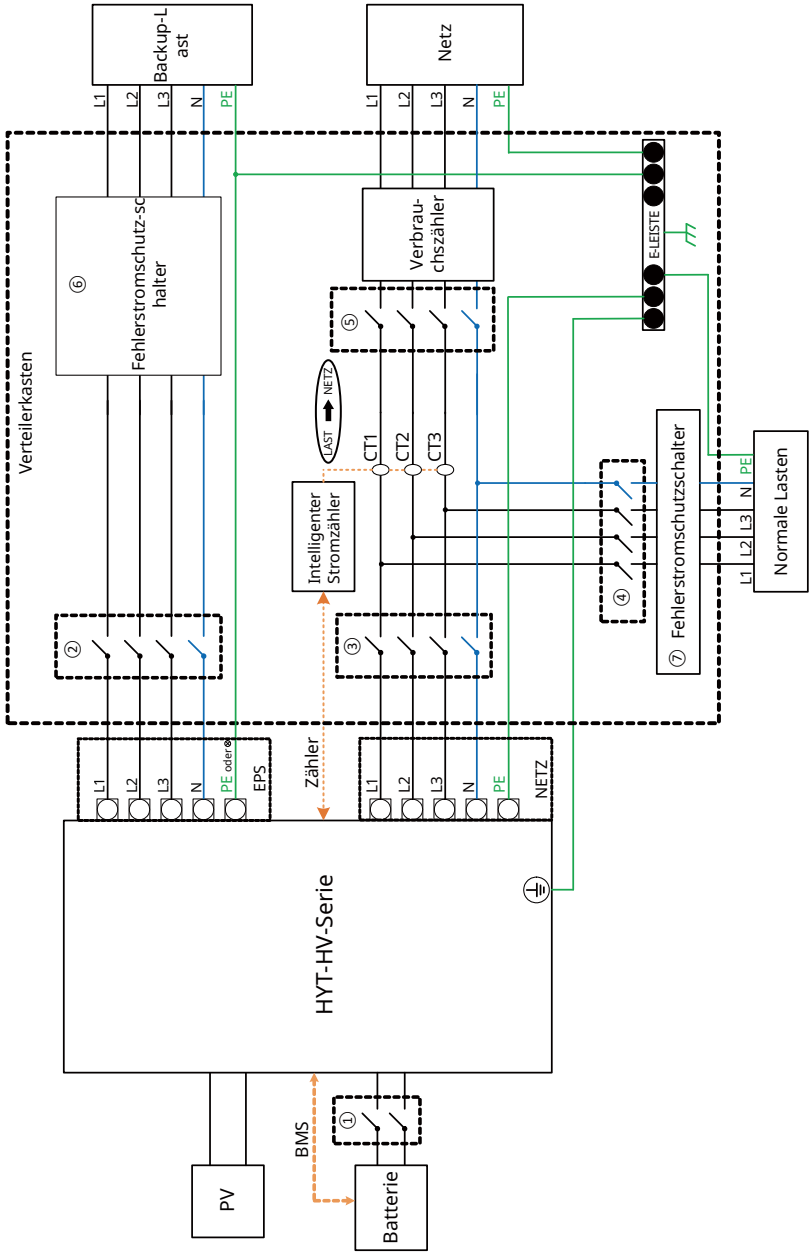 Verteilerkasten
Backup-L
ast
L1
L2
L3
N
PE
Netz
L1
L2
L3
N
PE
⑥
Fehlerstromschutz-sc
halter
Verbrau-
chszähler
E-LEISTE
⑤
LAST
NETZ
CT1
CT2
CT3
Intelligenter
Stromzähler
②
③
④
⑦ Fehlerstromschutzschalter
L1
L2
L3
N
PE
Normale Lasten
L1
L2
L3
N
PE oder⊗
EPS
Zähler
L1
L2
L3
N
PE
NETZ
HYT-HV-Serie
BMS
①
PV
Batterie